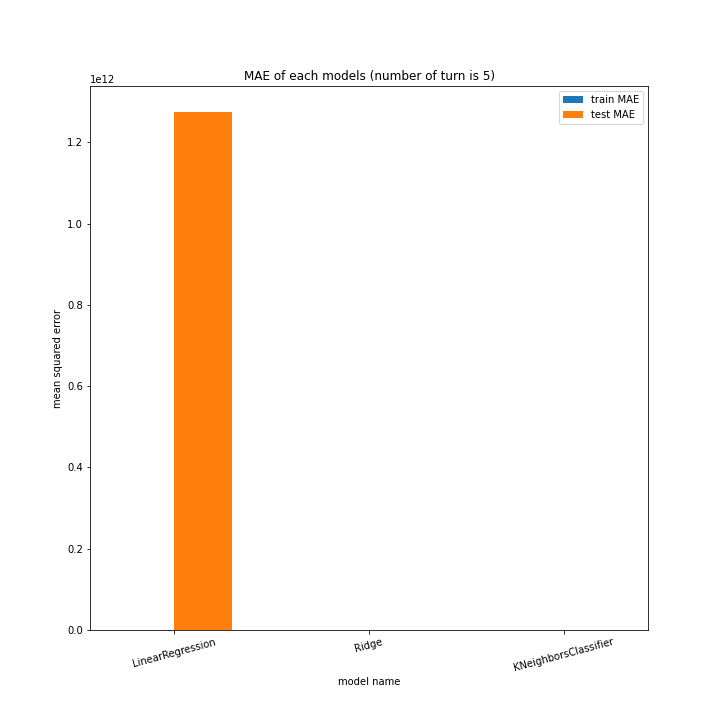 MAE of each models (number of turn is 5)
1e12
train MAE
test MAE
1.2
1.0
0.8
0.6
0.4
0.2
0.0
mean squared error
LinearRegression
Ridge
KNeighborsClassifier
model name